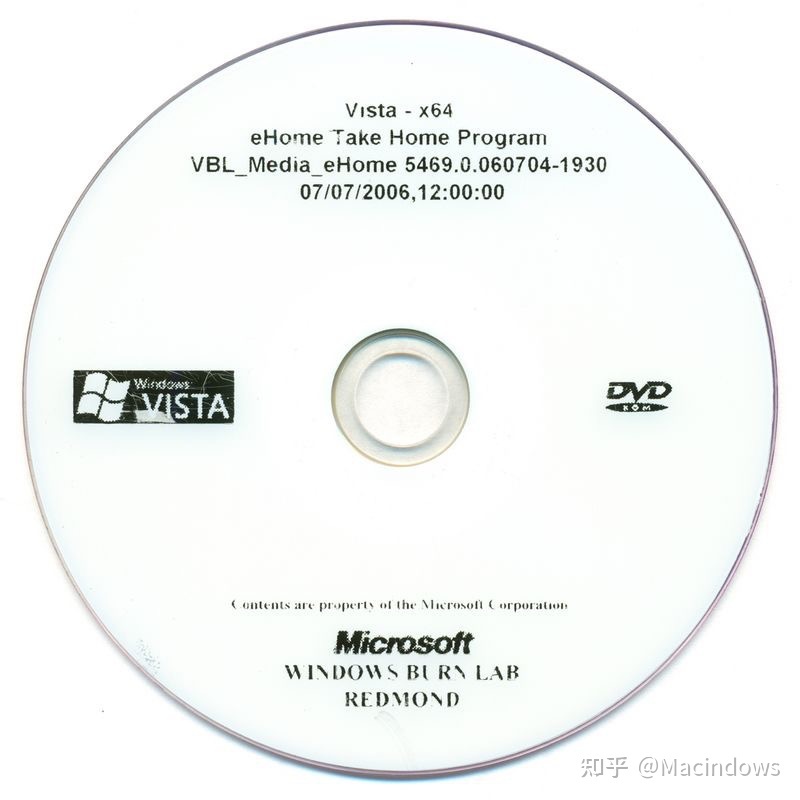 Vista - x64
eHome Take Home Program
VBL_Media_eHome 5469.0.060704-1930
07/07/2006,12:00:00
Windows
VISTA
DVD
ROM
Contents are property of the Microsoft Corporation
Microsoft
WINDOWS BURN LAB
REDMOND
知乎 @Macindows